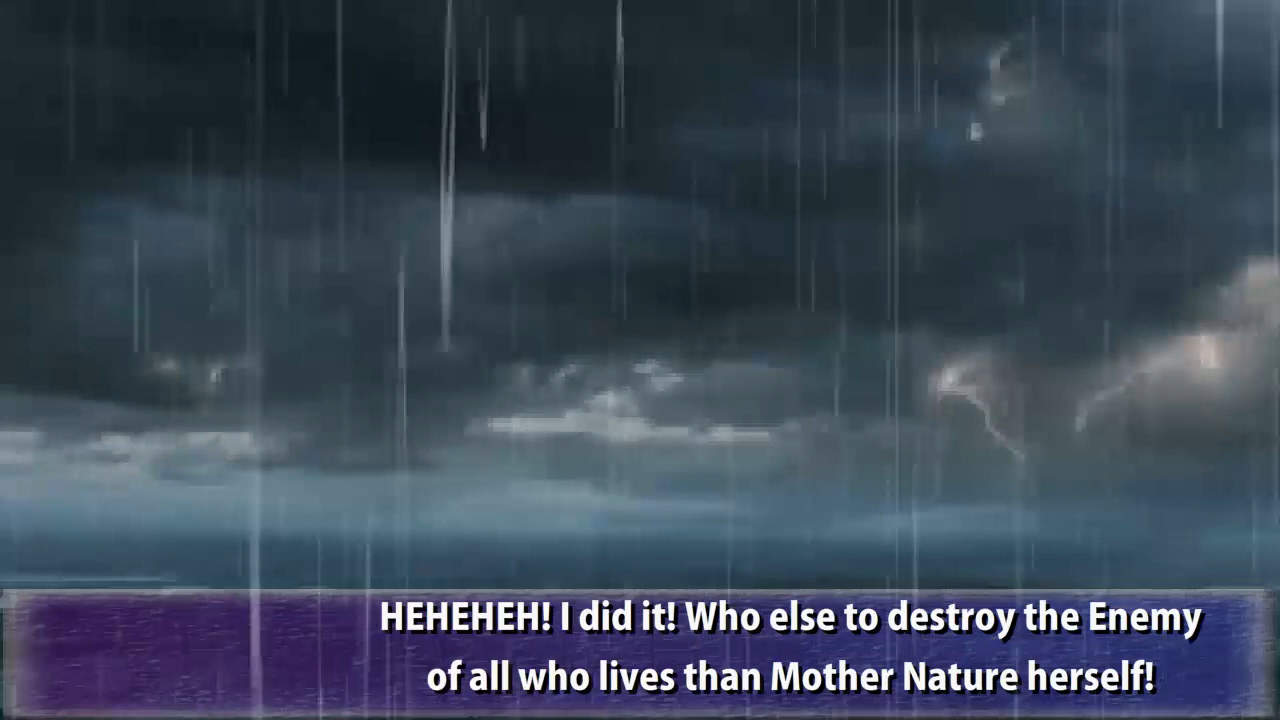 HEHEHEH! I did it! Who else to destroy the Enemy
of all who lives than Mother Nature herself!